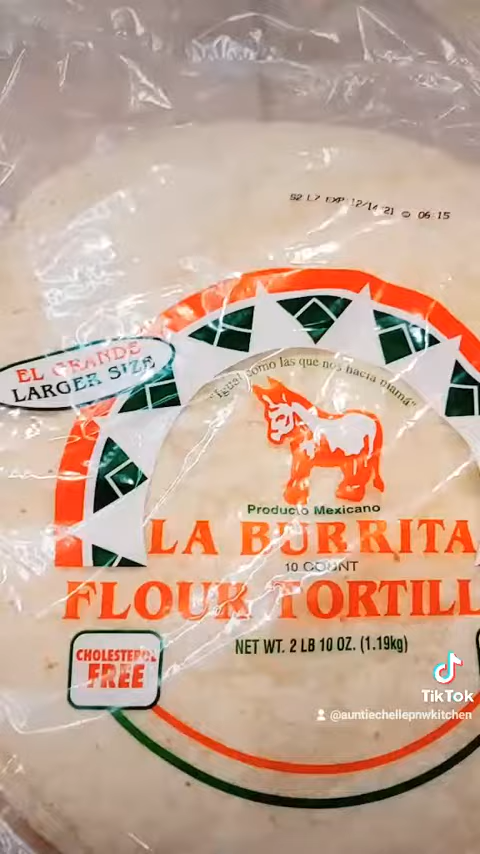 S2 L7 EXP 12/14/21 @ 06:15
EL GRANDE
LARGER SIZE
"Igual como las que nos hacia mamá"
Producto Mexicano
LA BURRITA
10 COUNT
FLOUR TORTILL
NET WT. 2 LB 10 OZ. (1.19kg)
CHOLESTEROL
FREE
TikTok
@auntiechellepnwkitchen